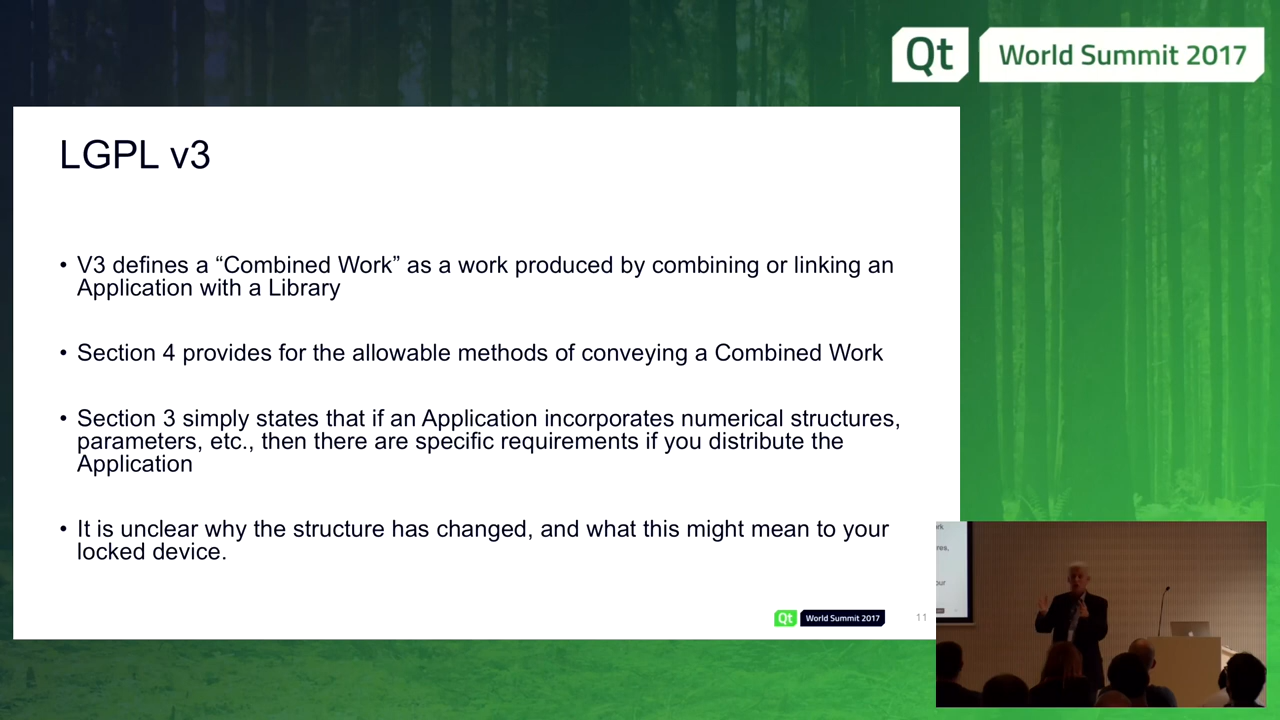 Qt World Summit 2017
LGPL v3
• V3 defines a “Combined Work” as a work produced by combining or linking an
Application with a Library
• Section 4 provides for the allowable methods of conveying a Combined Work
• Section 3 simply states that if an Application incorporates numerical structures,
parameters, etc., then there are specific requirements if you distribute the
Application
• It is unclear why the structure has changed, and what this might mean to your
locked device.
Qt World Summit 2017
11